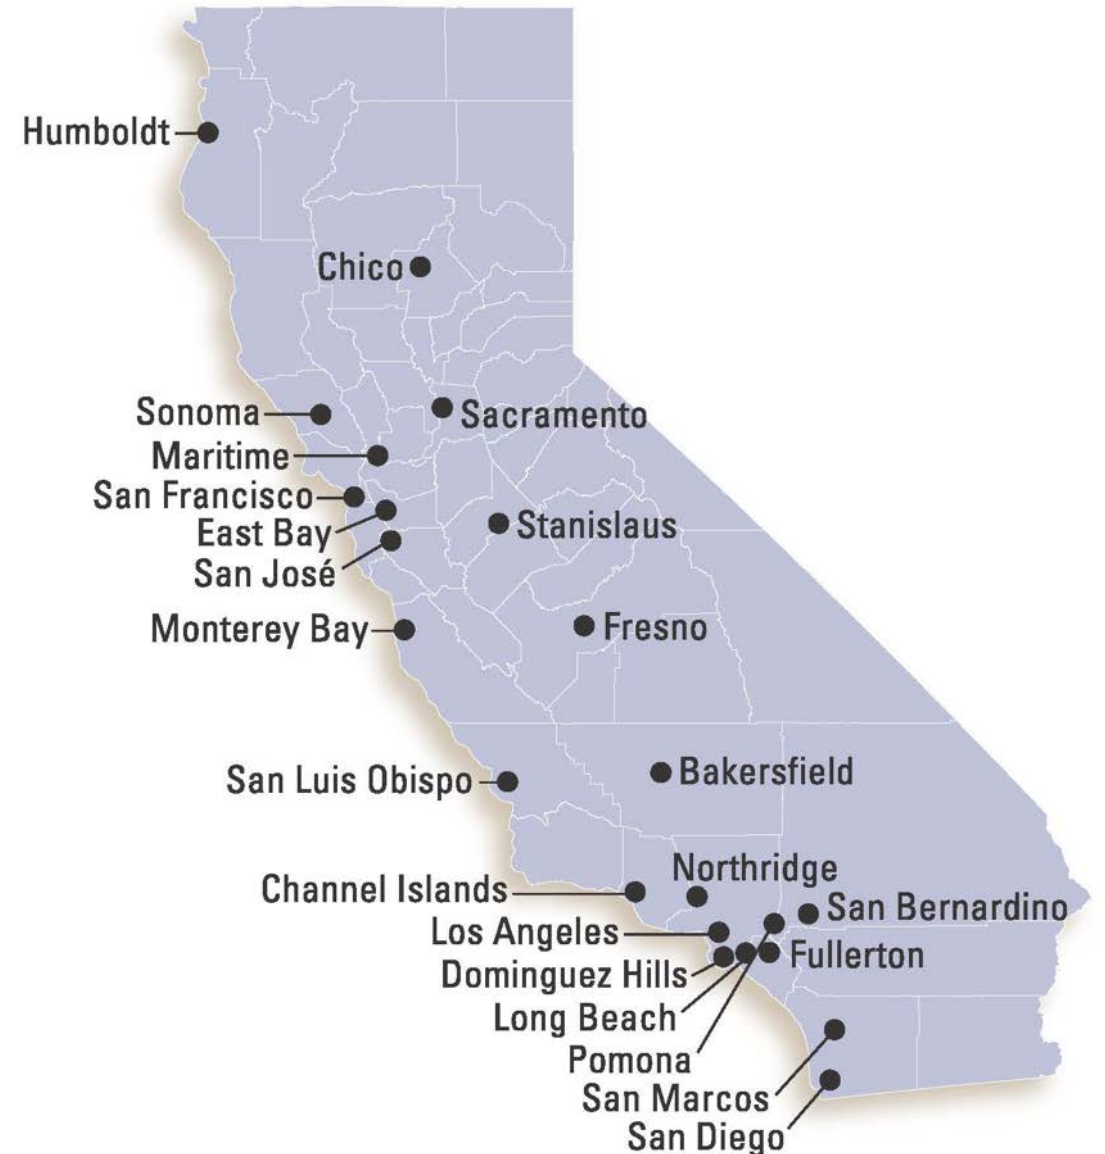 Humboldt
Chico
Sonoma
Sacramento
Maritime
San Francisco
East Bay
Stanislaus
San José
Monterey Bay
Fresno
San Luis Obispo
Bakersfield
Northridge
Channel Islands
San Bernardino
Los Angeles
Fullerton
Dominguez Hills
Long Beach
Pomona
San Marcos
San Diego